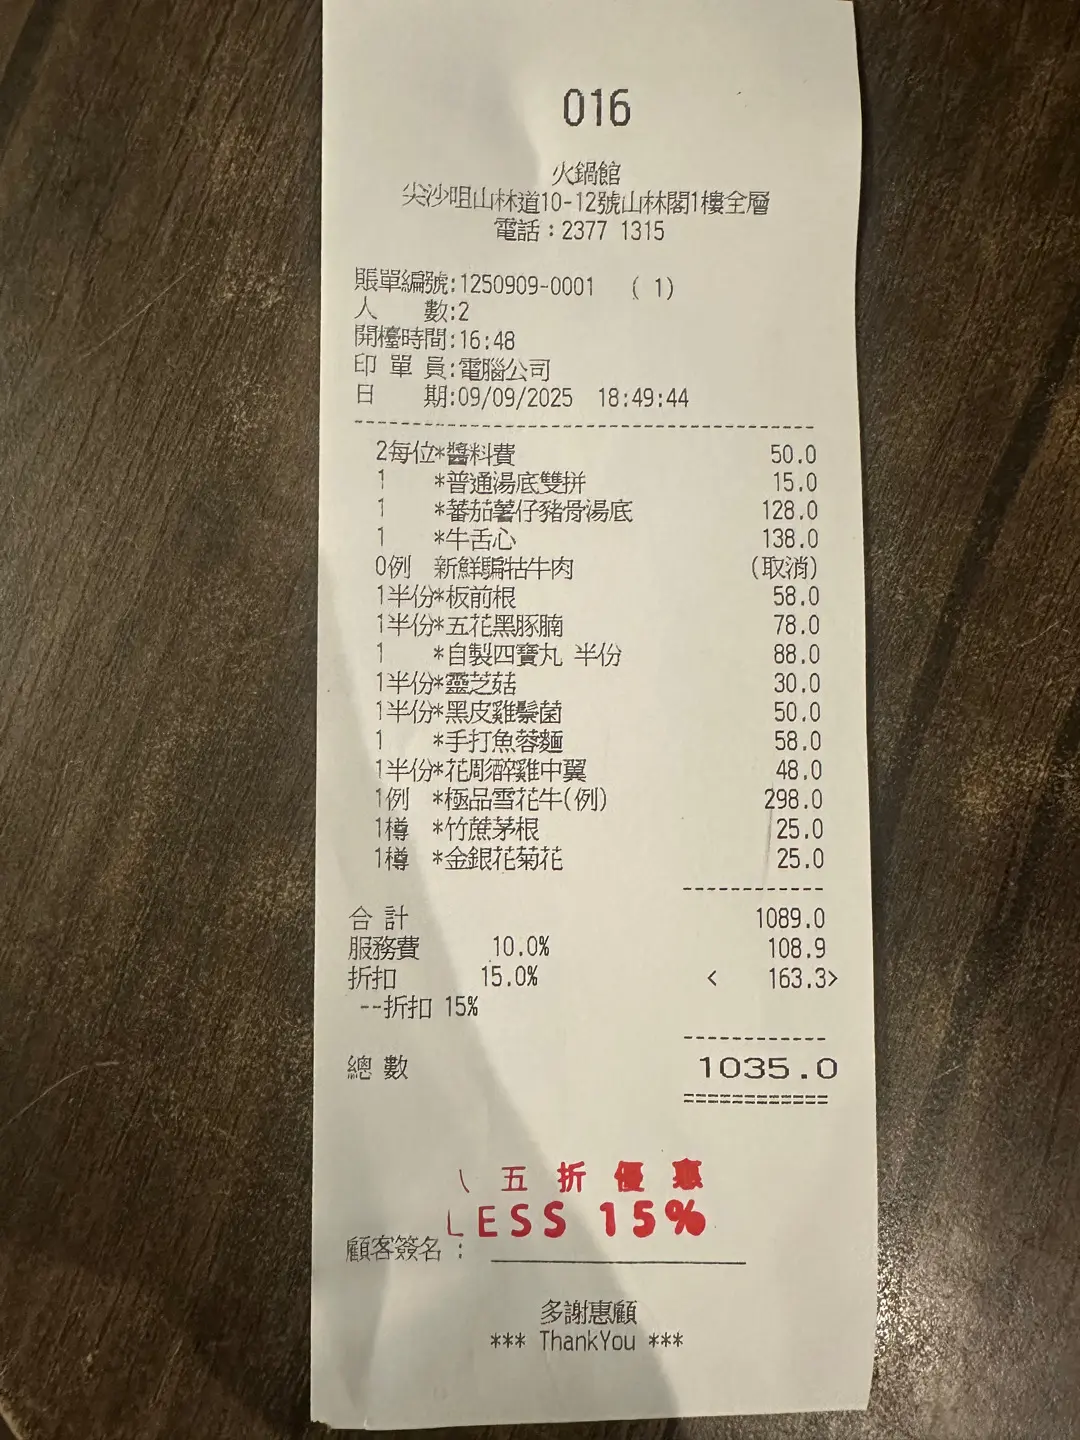 016
火鍋館
尖沙咀山林道10-12號山林閣1樓全層
電話：2377 1315
賬單編號:1250909-0001 ( 1)
人 數:2
開檯時間:16:48
印 單 員:電腦公司
日 期:09/09/2025 18:49:44
2每位*醬料費 50.0
1 *普通湯底雙拼 15.0
1 *蕃茄薯仔豬骨湯底 128.0
1 *牛舌心 138.0
0例 新鮮騸牯牛肉 (取消)
1半份*板前根 58.0
1半份*五花黑豚腩 78.0
1 *自製四寶丸 半份 88.0
1半份*靈芝菇 30.0
1半份*黑皮雞鬃菌 50.0
1 *手打魚蓉麵 58.0
1半份*花彫醉雞中翼 48.0
1例 *極品雪花牛(例) 298.0
1樽 *竹蔗茅根 25.0
1樽 *金銀花菊花 25.0
合 計 1089.0
服務費 10.0% 108.9
折扣 15.0% < 163.3>
--折扣 15%
總 數 1035.0
五折優惠
LESS 15%
顧客簽名 :
多謝惠顧
*** ThankYou ***